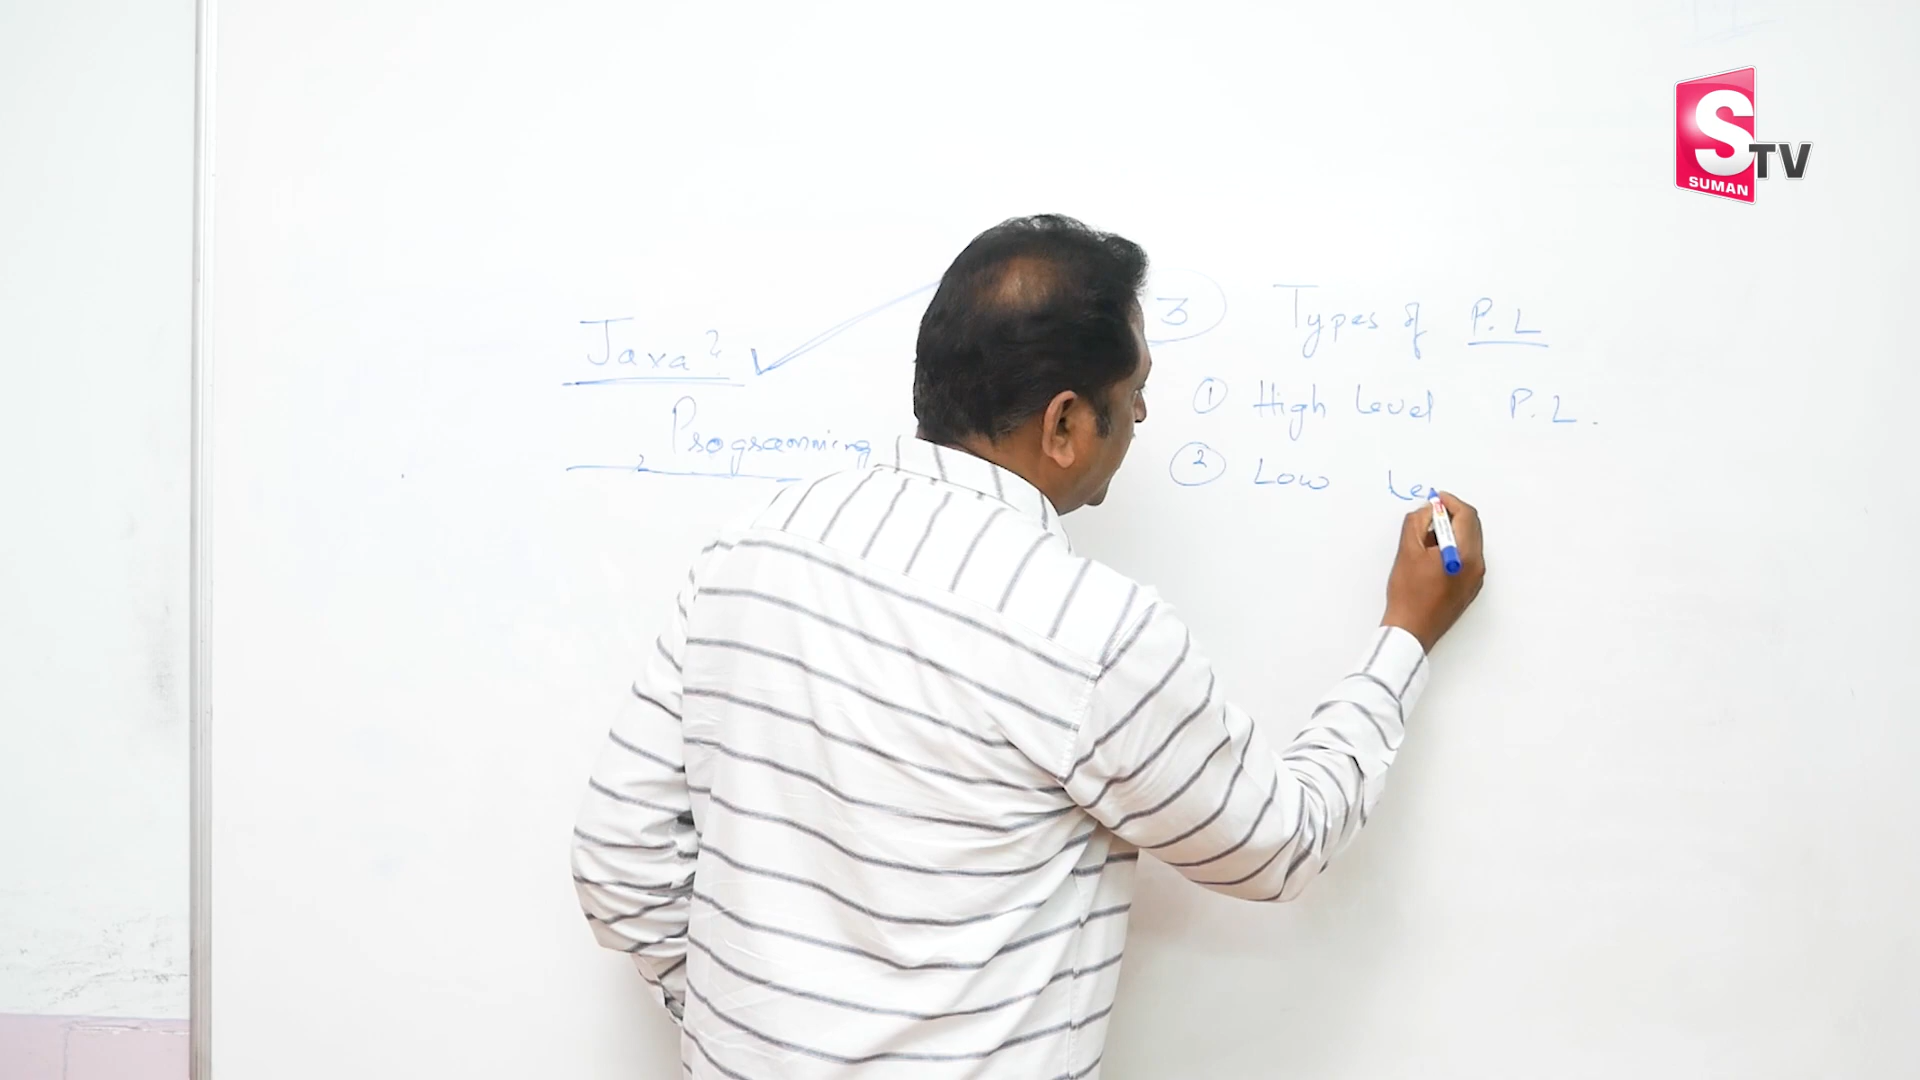 Java?
Programming
3 Types of P.L
1 High Level P.L.
2 Low Le
S TV
SUMAN